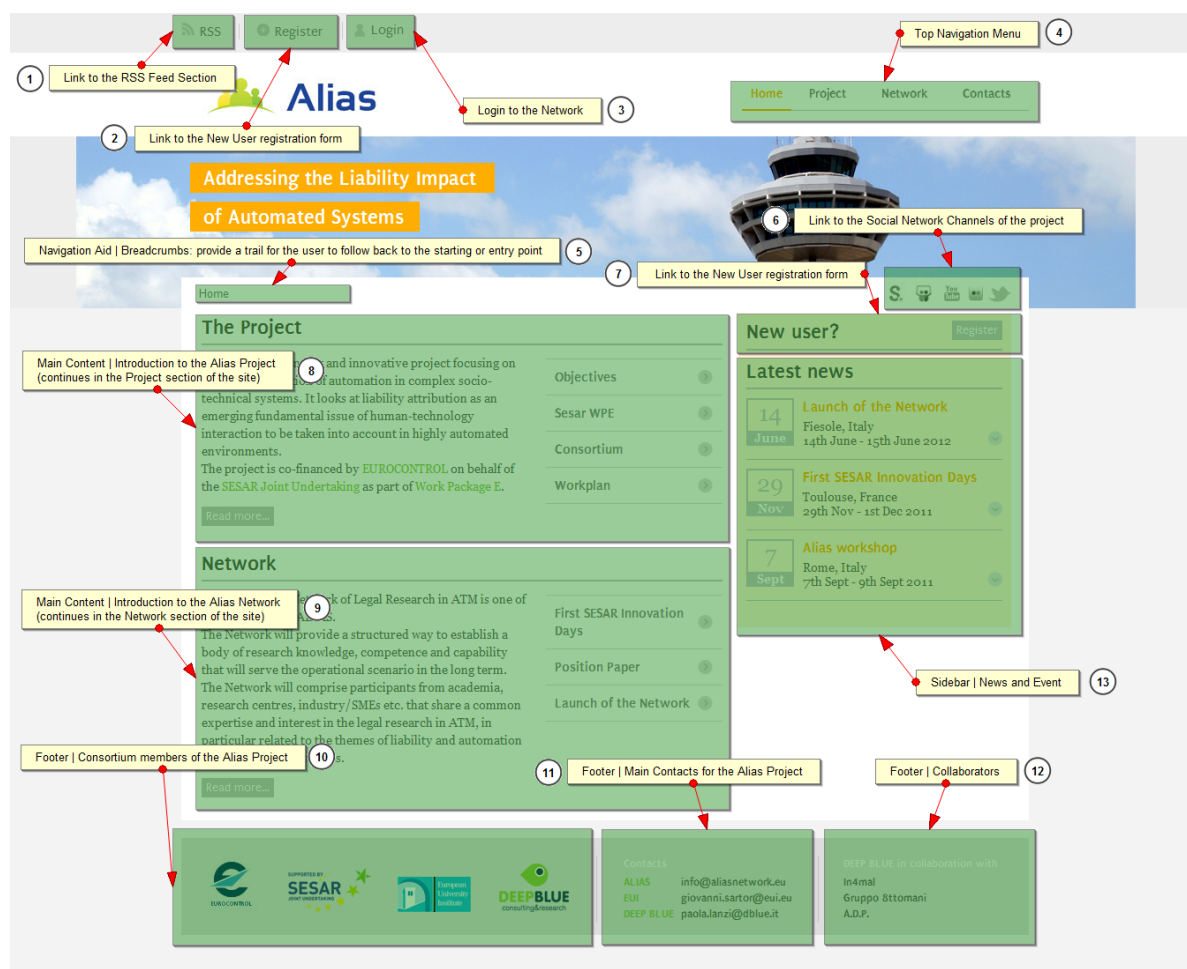 RSS
Register
Login
Top Navigation Menu
4
1
Link to the RSS Feed Section
Alias
Home Project Network Contacts
Login to the Network
3
2
Link to the New User registration form
Addressing the Liability Impact
of Automated Systems
6
Link to the Social Network Channels of the project
Navigation Aid | Breadcrumbs: provide a trail for the user to follow back to the starting or entry point
5
7
Link to the New User registration form
Home
S.
You
The Project
New user?
Register
Main Content | Introduction to the Alias Project
(continues in the Project section of the site)
8
and innovative project focusing on
of automation in complex socio-
technical systems. It looks at liability attribution as an
emerging fundamental issue of human-technology
interaction to be taken into account in highly automated
environments.
The project is co-financed by EUROCONTROL on behalf of
the SESAR Joint Undertaking as part of Work Package E.
Read more...
Objectives
Sesar WPE
Consortium
Workplan
Latest news
14
June
Launch of the Network
Fiesole, Italy
14th June - 15th June 2012
29
Nov
First SESAR Innovation Days
Toulouse, France
29th Nov - 1st Dec 2011
7
Sept
Alias workshop
Rome, Italy
7th Sept - 9th Sept 2011
Network
Main Content | Introduction to the Alias Network
(continues in the Network section of the site)
9
of Legal Research in ATM is one of
The Network will provide a structured way to establish a
body of research knowledge, competence and capability
that will serve the operational scenario in the long term.
The Network will comprise participants from academia,
research centres, industry/SMEs etc. that share a common
expertise and interest in the legal research in ATM, in
particular related to the themes of liability and automation
Read more...
First SESAR Innovation
Days
Position Paper
Launch of the Network
Sidebar | News and Event
13
Footer | Consortium members of the Alias Project
10
11
Footer | Main Contacts for the Alias Project
Footer | Collaborators
12
EUROCONTROL
SUPPORTED BY
SESAR
JOINT UNDERTAKING
European
University
Institute
DEEPBLUE
consulting&research
Contacts
ALIAS info@aliasnetwork.eu
EUI giovanni.sartor@eui.eu
DEEP BLUE paola.lanzi@dblue.it
DEEP BLUE in collaboration with
In4mal
Gruppo 8ttomani
A.D.P.